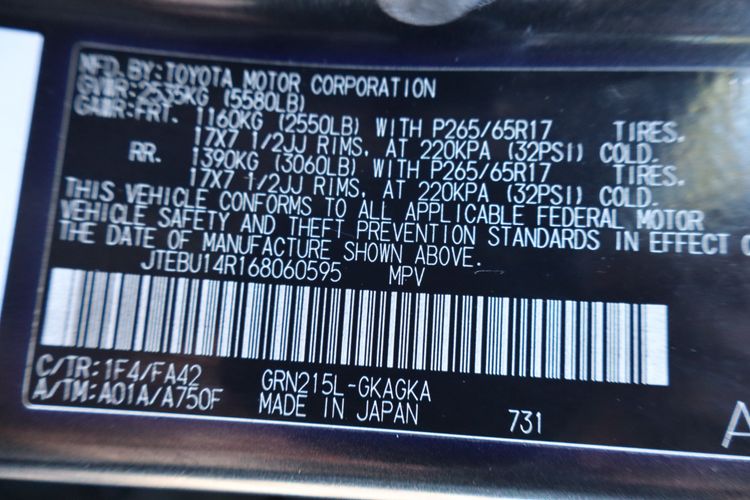 MFD.BY:TOYOTA MOTOR CORPORATION
GVWR:2535KG (5580LB)
GAWR:FRT. 1160KG (2550LB) WITH P265/65R17 TIRES,
17X7 1/2JJ RIMS, AT 220KPA (32PSI) COLD.
RR. 1390KG (3060LB) WITH P265/65R17 TIRES,
17X7 1/2JJ RIMS, AT 220KPA (32PSI) COLD.
THIS VEHICLE CONFORMS TO ALL APPLICABLE FEDERAL MOTOR
VEHICLE SAFETY AND THEFT PREVENTION STANDARDS IN EFFECT
THE DATE OF MANUFACTURE SHOWN ABOVE.
JTEBU14R168060595 MPV
C/TR:1F4/FA42 GRN215L-GKAGKA
A/TM:A01A/A750F MADE IN JAPAN 731